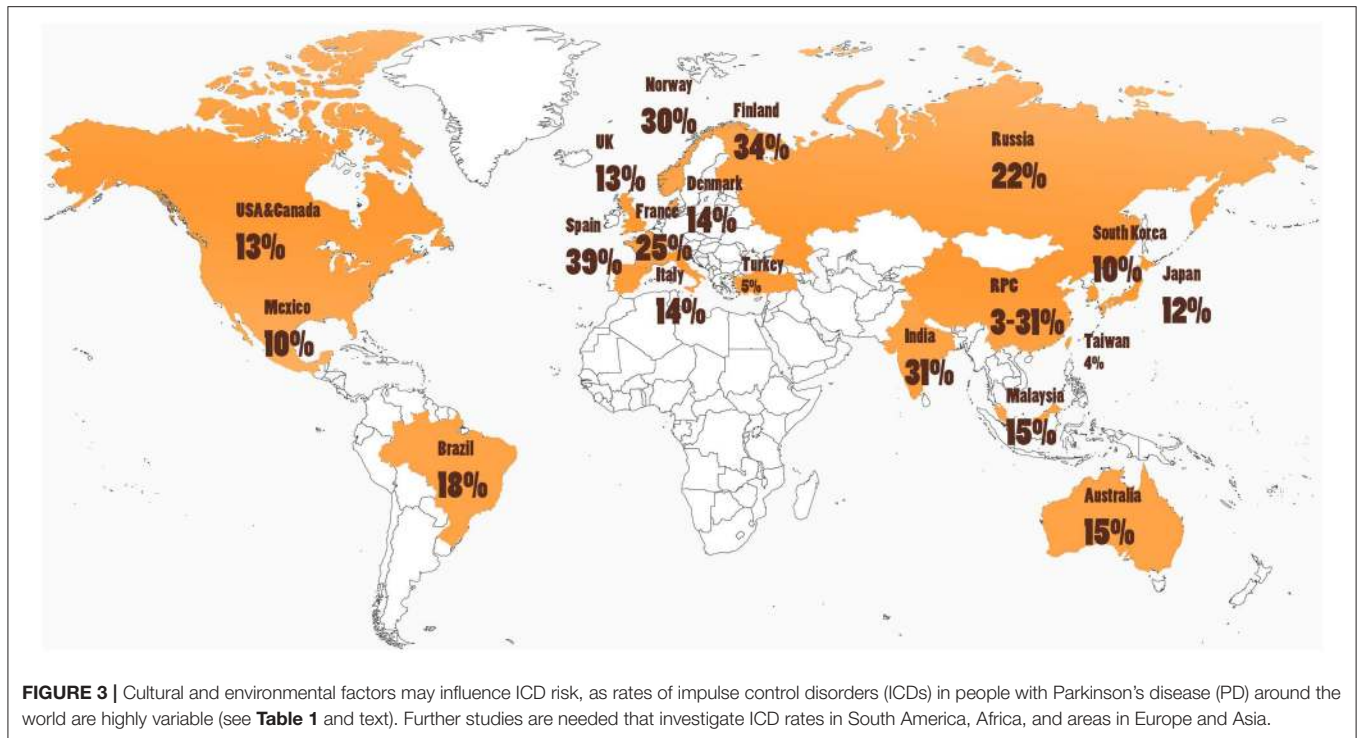 Norway
30%
Finland
34%
UK
13%
Denmark
14%
Russia
22%
USA&Canada
13%
Spain
39%
France
25%
Italy
14%
Turkey
5%
South Korea
10%
Japan
12%
RPC
3-31%
Mexico
10%
India
31%
Taiwan
4%
Malaysia
15%
Brazil
18%
Australia
15%
FIGURE 3 | Cultural and environmental factors may influence ICD risk, as rates of impulse control disorders (ICDs) in people with Parkinson's disease (PD) around the
world are highly variable (see Table 1 and text). Further studies are needed that investigate ICD rates in South America, Africa, and areas in Europe and Asia.